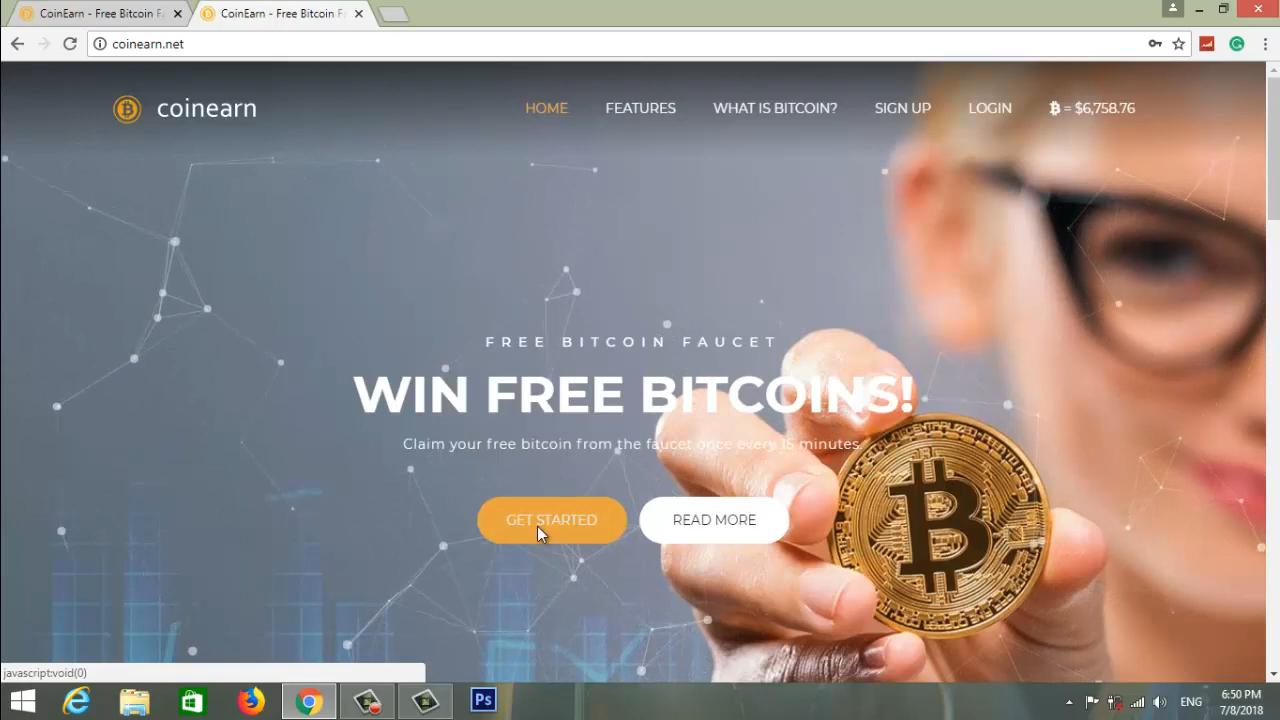 CoinEarn - Free Bitcoin F
CoinEarn - Free Bitcoin F
coinearn.net
coinearn
HOME
FEATURES
WHAT IS BITCOIN?
SIGN UP
LOGIN
₿ = $6,758.76
FREE BITCOIN FAUCET
WIN FREE BITCOINS!
Claim your free bitcoin from the faucet once every 15 minutes.
GET STARTED
READ MORE
javascript:void(0)
Ps
ENG
6:50 PM
7/8/2018